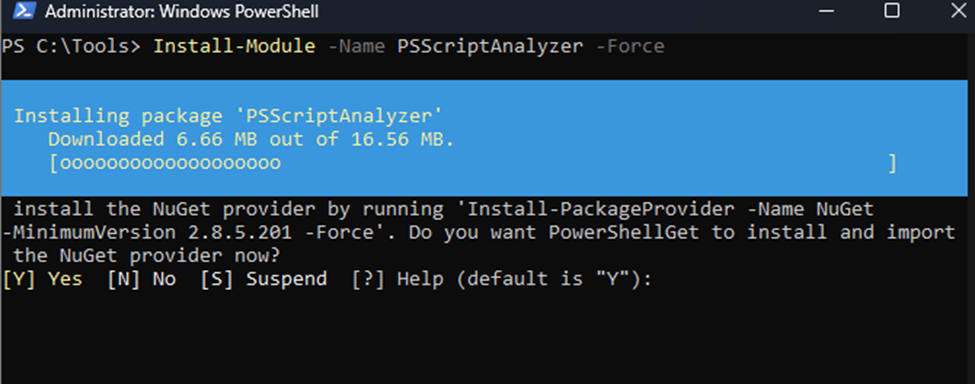 Administrator: Windows PowerShell
PS C:\Tools> Install-Module -Name PSScriptAnalyzer -Force
Installing package 'PSScriptAnalyzer'
Downloaded 6.66 MB out of 16.56 MB.
[ooooooooooooooooooo ]
install the NuGet provider by running 'Install-PackageProvider -Name NuGet
-MinimumVersion 2.8.5.201 -Force'. Do you want PowerShellGet to install and import
the NuGet provider now?
[Y] Yes [N] No [S] Suspend [?] Help (default is "Y"):